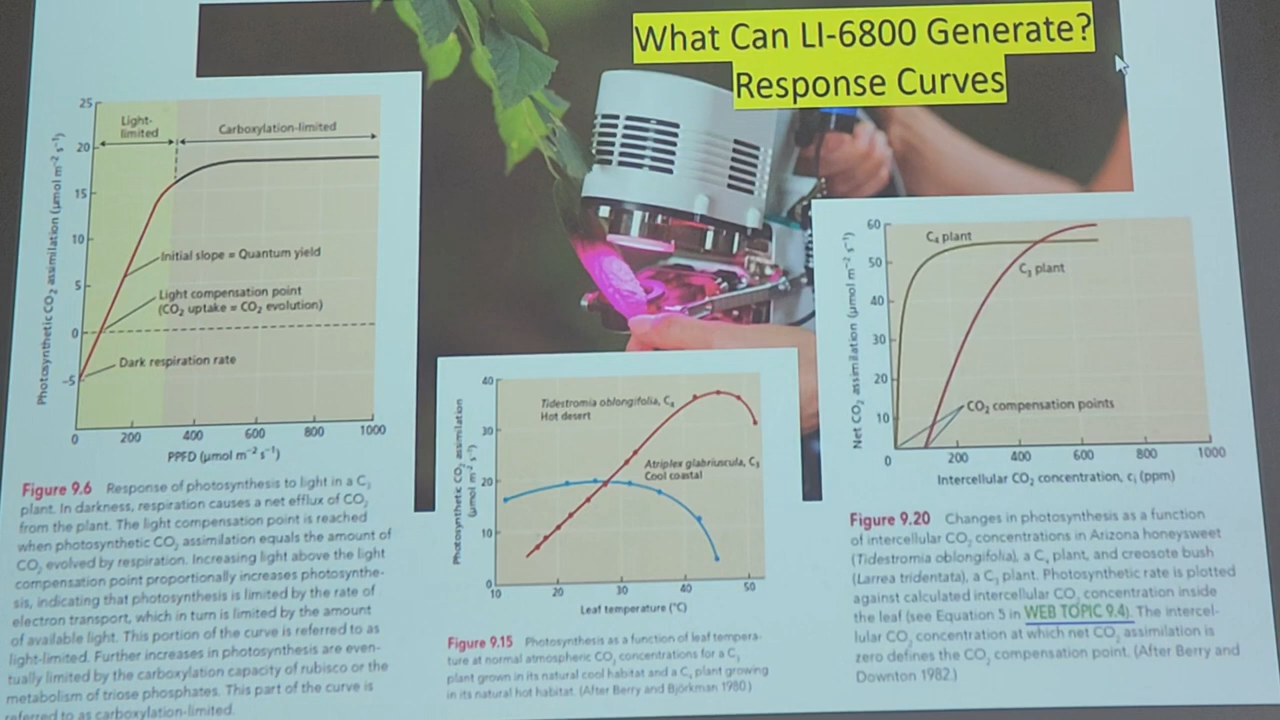 What Can LI-6800 Generate?
Response Curves
Photosynthetic CO₂ assimilation (μmol m⁻² s⁻¹)
25
20
15
10
5
0
–5
Light-
limited
Carboxylation-limited
Initial slope = Quantum yield
Light compensation point
(CO₂ uptake = CO₂ evolution)
Dark respiration rate
0 200 400 600 800 1000
PPFD (μmol m⁻² s⁻¹)
Figure 9.6 Response of photosynthesis to light in a C₃
plant. In darkness, respiration causes a net efflux of CO₂
from the plant. The light compensation point is reached
when photosynthetic CO₂ assimilation equals the amount of
CO₂ evolved by respiration. Increasing light above the light
compensation point proportionally increases photosynthe-
sis, indicating that photosynthesis is limited by the rate of
electron transport, which in turn is limited by the amount
of available light. This portion of the curve is referred to as
light-limited. Further increases in photosynthesis are even-
tually limited by the carboxylation capacity of rubisco or the
metabolism of triose phosphates. This part of the curve is
referred to as carboxylation-limited.
Photosynthetic CO₂ assimilation
(μmol m⁻² s⁻¹)
40
30
20
10
0
Tidestromia oblongifolia, C₄
Hot desert
Atriplex glabriuscula, C₃
Cool coastal
10 20 30 40 50
Leaf temperature (°C)
Figure 9.15 Photosynthesis as a function of leaf tempera-
ture at normal atmospheric CO₂ concentrations for a C₃
plant grown in its natural cool habitat and a C₄ plant growing
in its natural hot habitat. (After Berry and Björkman 1980.)
Net CO₂ assimilation (μmol m⁻² s⁻¹)
60
50
40
30
20
10
C₄ plant
C₃ plant
CO₂ compensation points
0 200 400 600 800 1000
Intercellular CO₂ concentration, cᵢ (ppm)
Figure 9.20 Changes in photosynthesis as a function
of intercellular CO₂ concentrations in Arizona honeysweet
(Tidestromia oblongifolia), a C₄ plant, and creosote bush
(Larrea tridentata), a C₃ plant. Photosynthetic rate is plotted
against calculated intercellular CO₂ concentration inside
the leaf (see Equation 5 in WEB TOPIC 9.4). The intercel-
lular CO₂ concentration at which net CO₂ assimilation is
zero defines the CO₂ compensation point. (After Berry and
Downton 1982.)